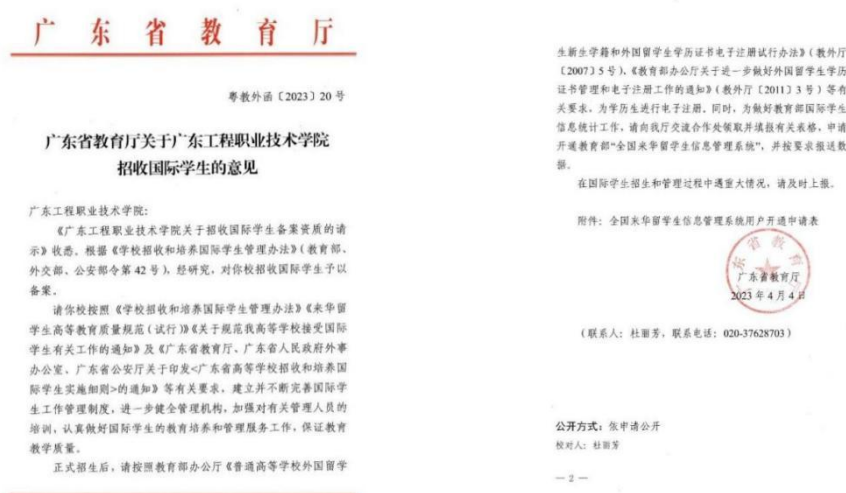 广东省教育厅
粤教外函〔2023〕20号
广东省教育厅关于广东工程职业技术学院
招收国际学生的意见
广东工程职业技术学院:
《广东工程职业技术学院关于招收国际学生备案资质的请
示》收悉。根据《学校招收和培养国际学生管理办法》(教育部、
外交部、公安部令第42号),经研究,对你校招收国际学生予以
备案。
请你校按照《学校招收和培养国际学生管理办法》《来华留
学生高等教育质量规范(试行)》《关于规范我高等学校接受国际
学生有关工作的通知》及《广东省教育厅、广东省人民政府外事
办公室、广东省公安厅关于印发<广东省高等学校招收和培养国
际学生实施细则>的通知》等有关要求,建立并不断完善国际学
生工作管理制度,进一步健全管理机构,加强对有关管理人员的
培训,认真做好国际学生的教育培养和管理服务工作,保证教育
教学质量。
正式招生后,请按照教育部办公厅《普通高等学校外国留学
生新生学籍和外国留学生学历证书电子注册试行办法》(教外厅
〔2007〕5号)、《教育部办公厅关于进一步做好外国留学生学历
证书管理和电子注册工作的通知》(教外厅〔2011〕3号)等有
关要求,为学历生进行电子注册。同时,为做好教育部国际学生
信息统计工作,请向我厅交流合作处领取并填报有关表格,申请
开通教育部“全国来华留学生信息管理系统”,并按要求报送数
据。
在国际学生招生和管理过程中遇重大情况,请及时上报。
附件:全国来华留学生信息管理系统用户开通申请表
广东省教育厅
2023年4月4日
(联系人:杜丽芳,联系电话:020-37628703)
公开方式:依申请公开
校对人:杜丽芳
— 2 —